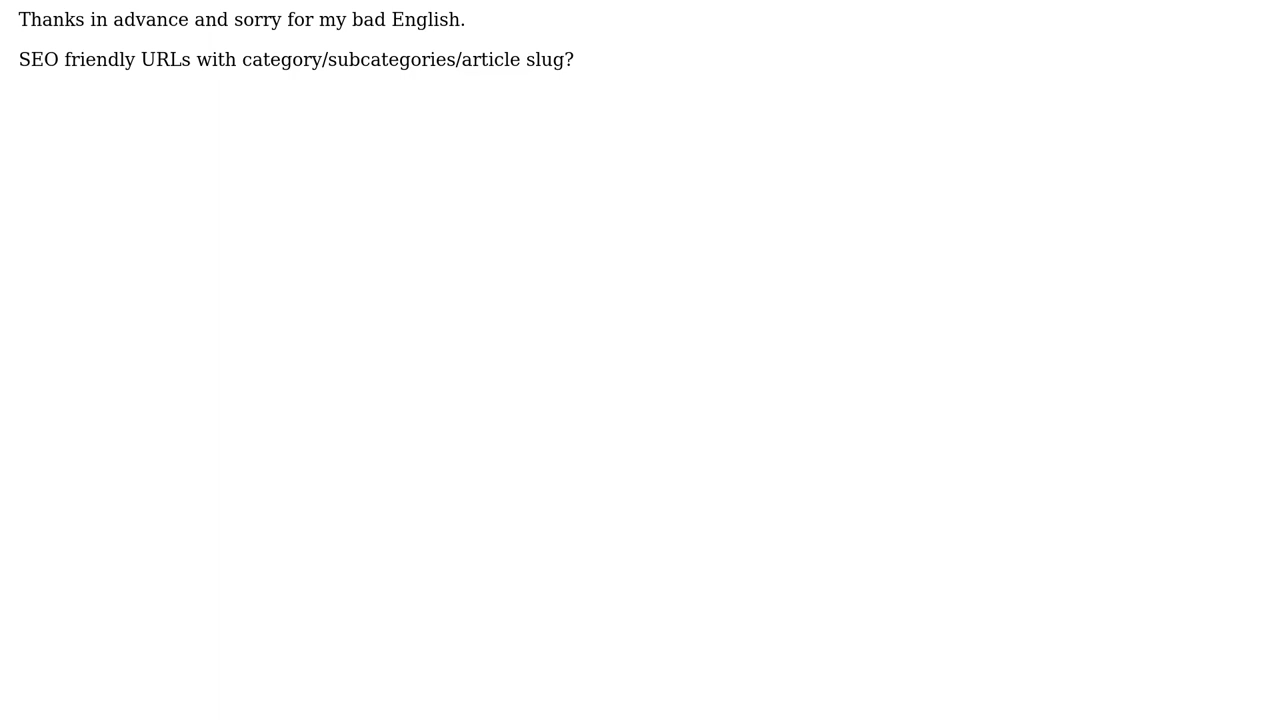 Thanks in advance and sorry for my bad English.
SEO friendly URLs with category/subcategories/article slug?